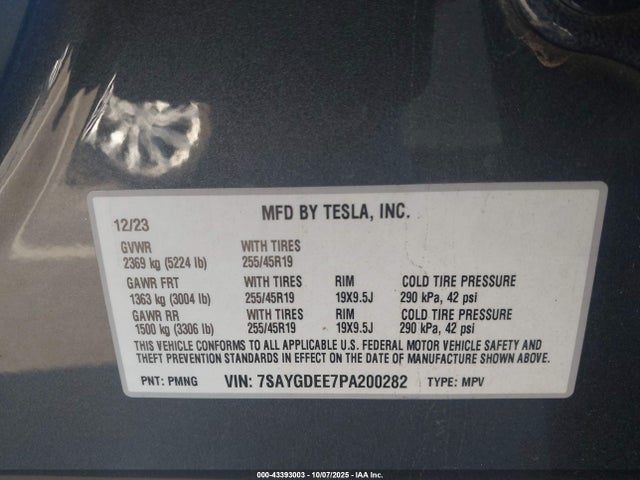 MFD BY TESLA, INC.
12/23
GVWR WITH TIRES
2369 kg (5224 lb) 255/45R19
GAWR FRT WITH TIRES RIM COLD TIRE PRESSURE
1363 kg (3004 lb) 255/45R19 19X9.5J 290 kPa, 42 psi
GAWR RR WITH TIRES RIM COLD TIRE PRESSURE
1500 kg (3306 lb) 255/45R19 19X9.5J 290 kPa, 42 psi
THIS VEHICLE CONFORMS TO ALL APPLICABLE U.S. FEDERAL MOTOR VEHICLE SAFETY AND
THEFT PREVENTION STANDARDS IN EFFECT ON THE DATE OF MANUFACTURE SHOWN ABOVE.
PNT: PMNG VIN: 7SAYGDEE7PA200282 TYPE: MPV
000-43393003 - 10/07/2025 - IAA Inc.